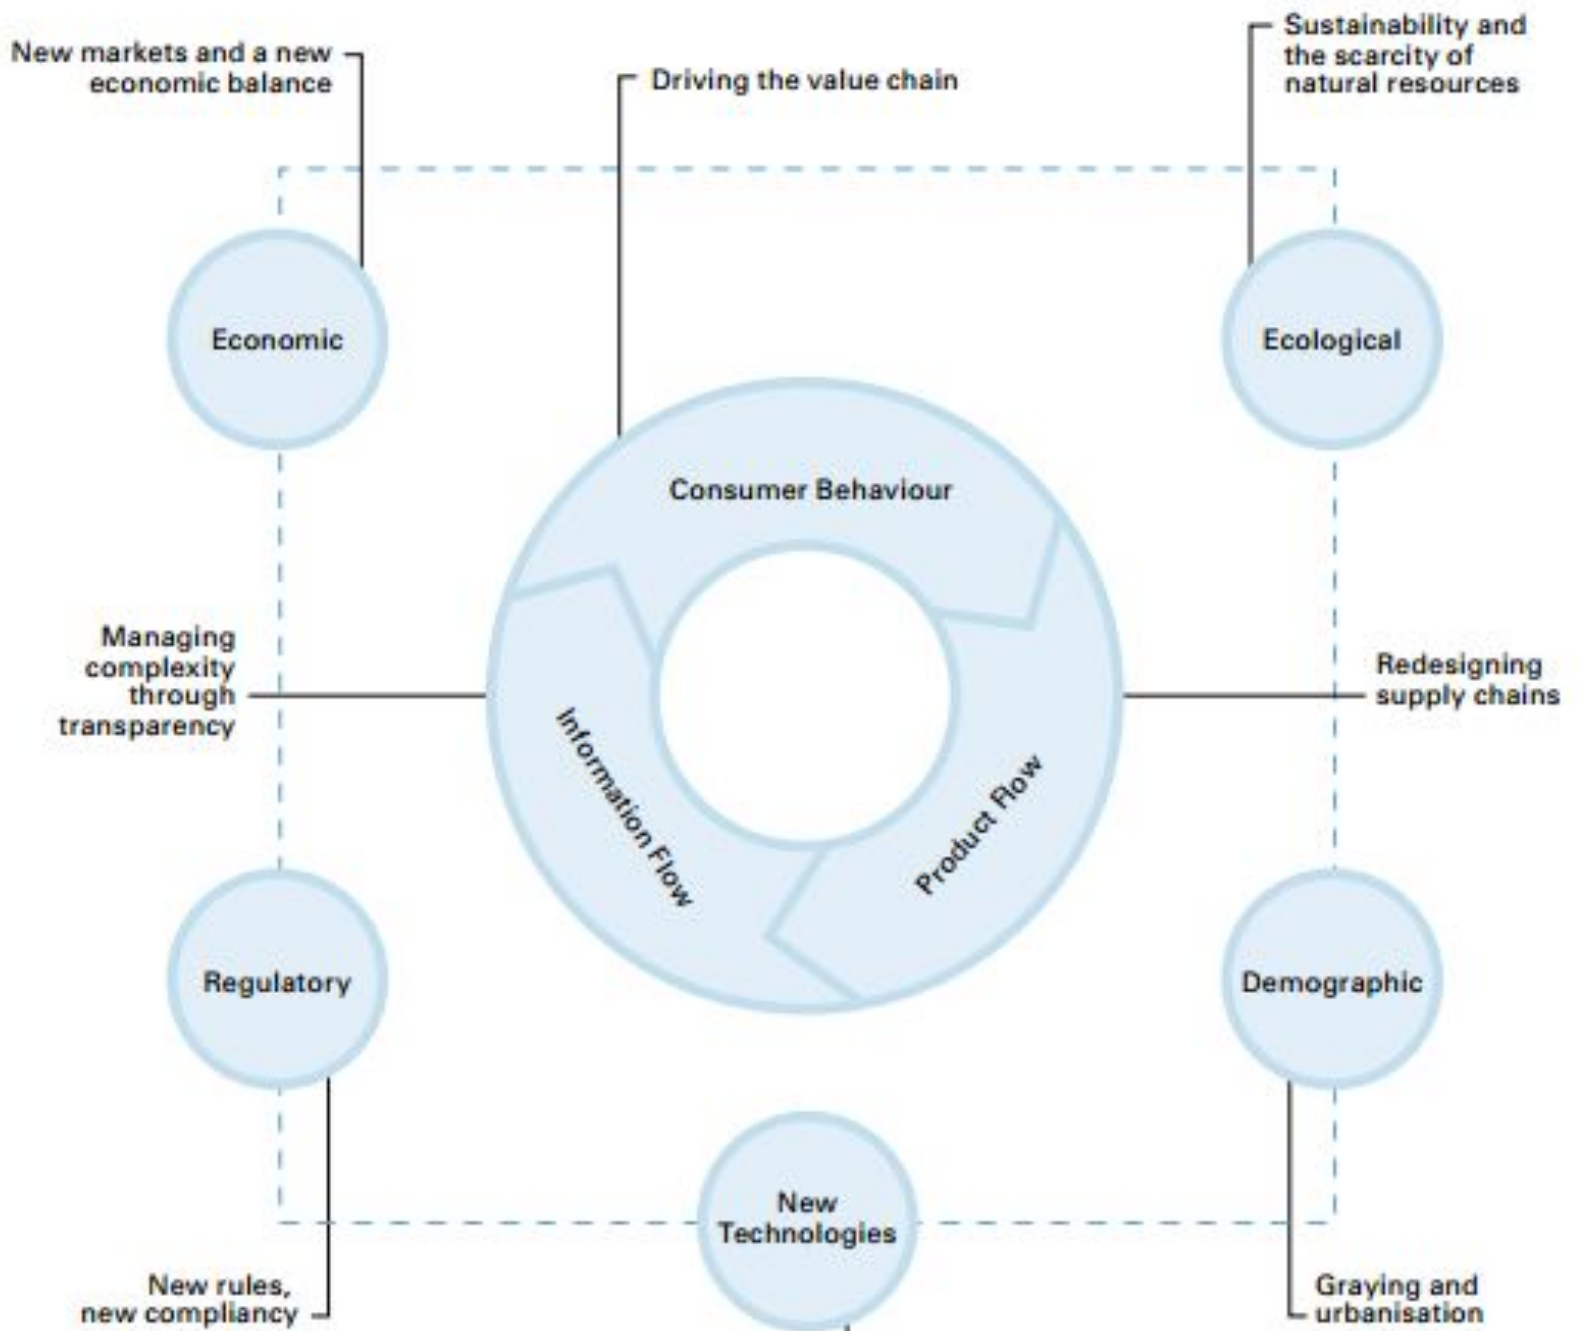 New markets and a new
economic balance
Driving the value chain
Sustainability and
the scarcity of
natural resources
Economic
Ecological
Consumer Behaviour
Managing
complexity
through
transparency
Redesigning
supply chains
Information Flow
Product Flow
Regulatory
Demographic
New
Technologies
New rules,
new compliancy
Graying and
urbanisation